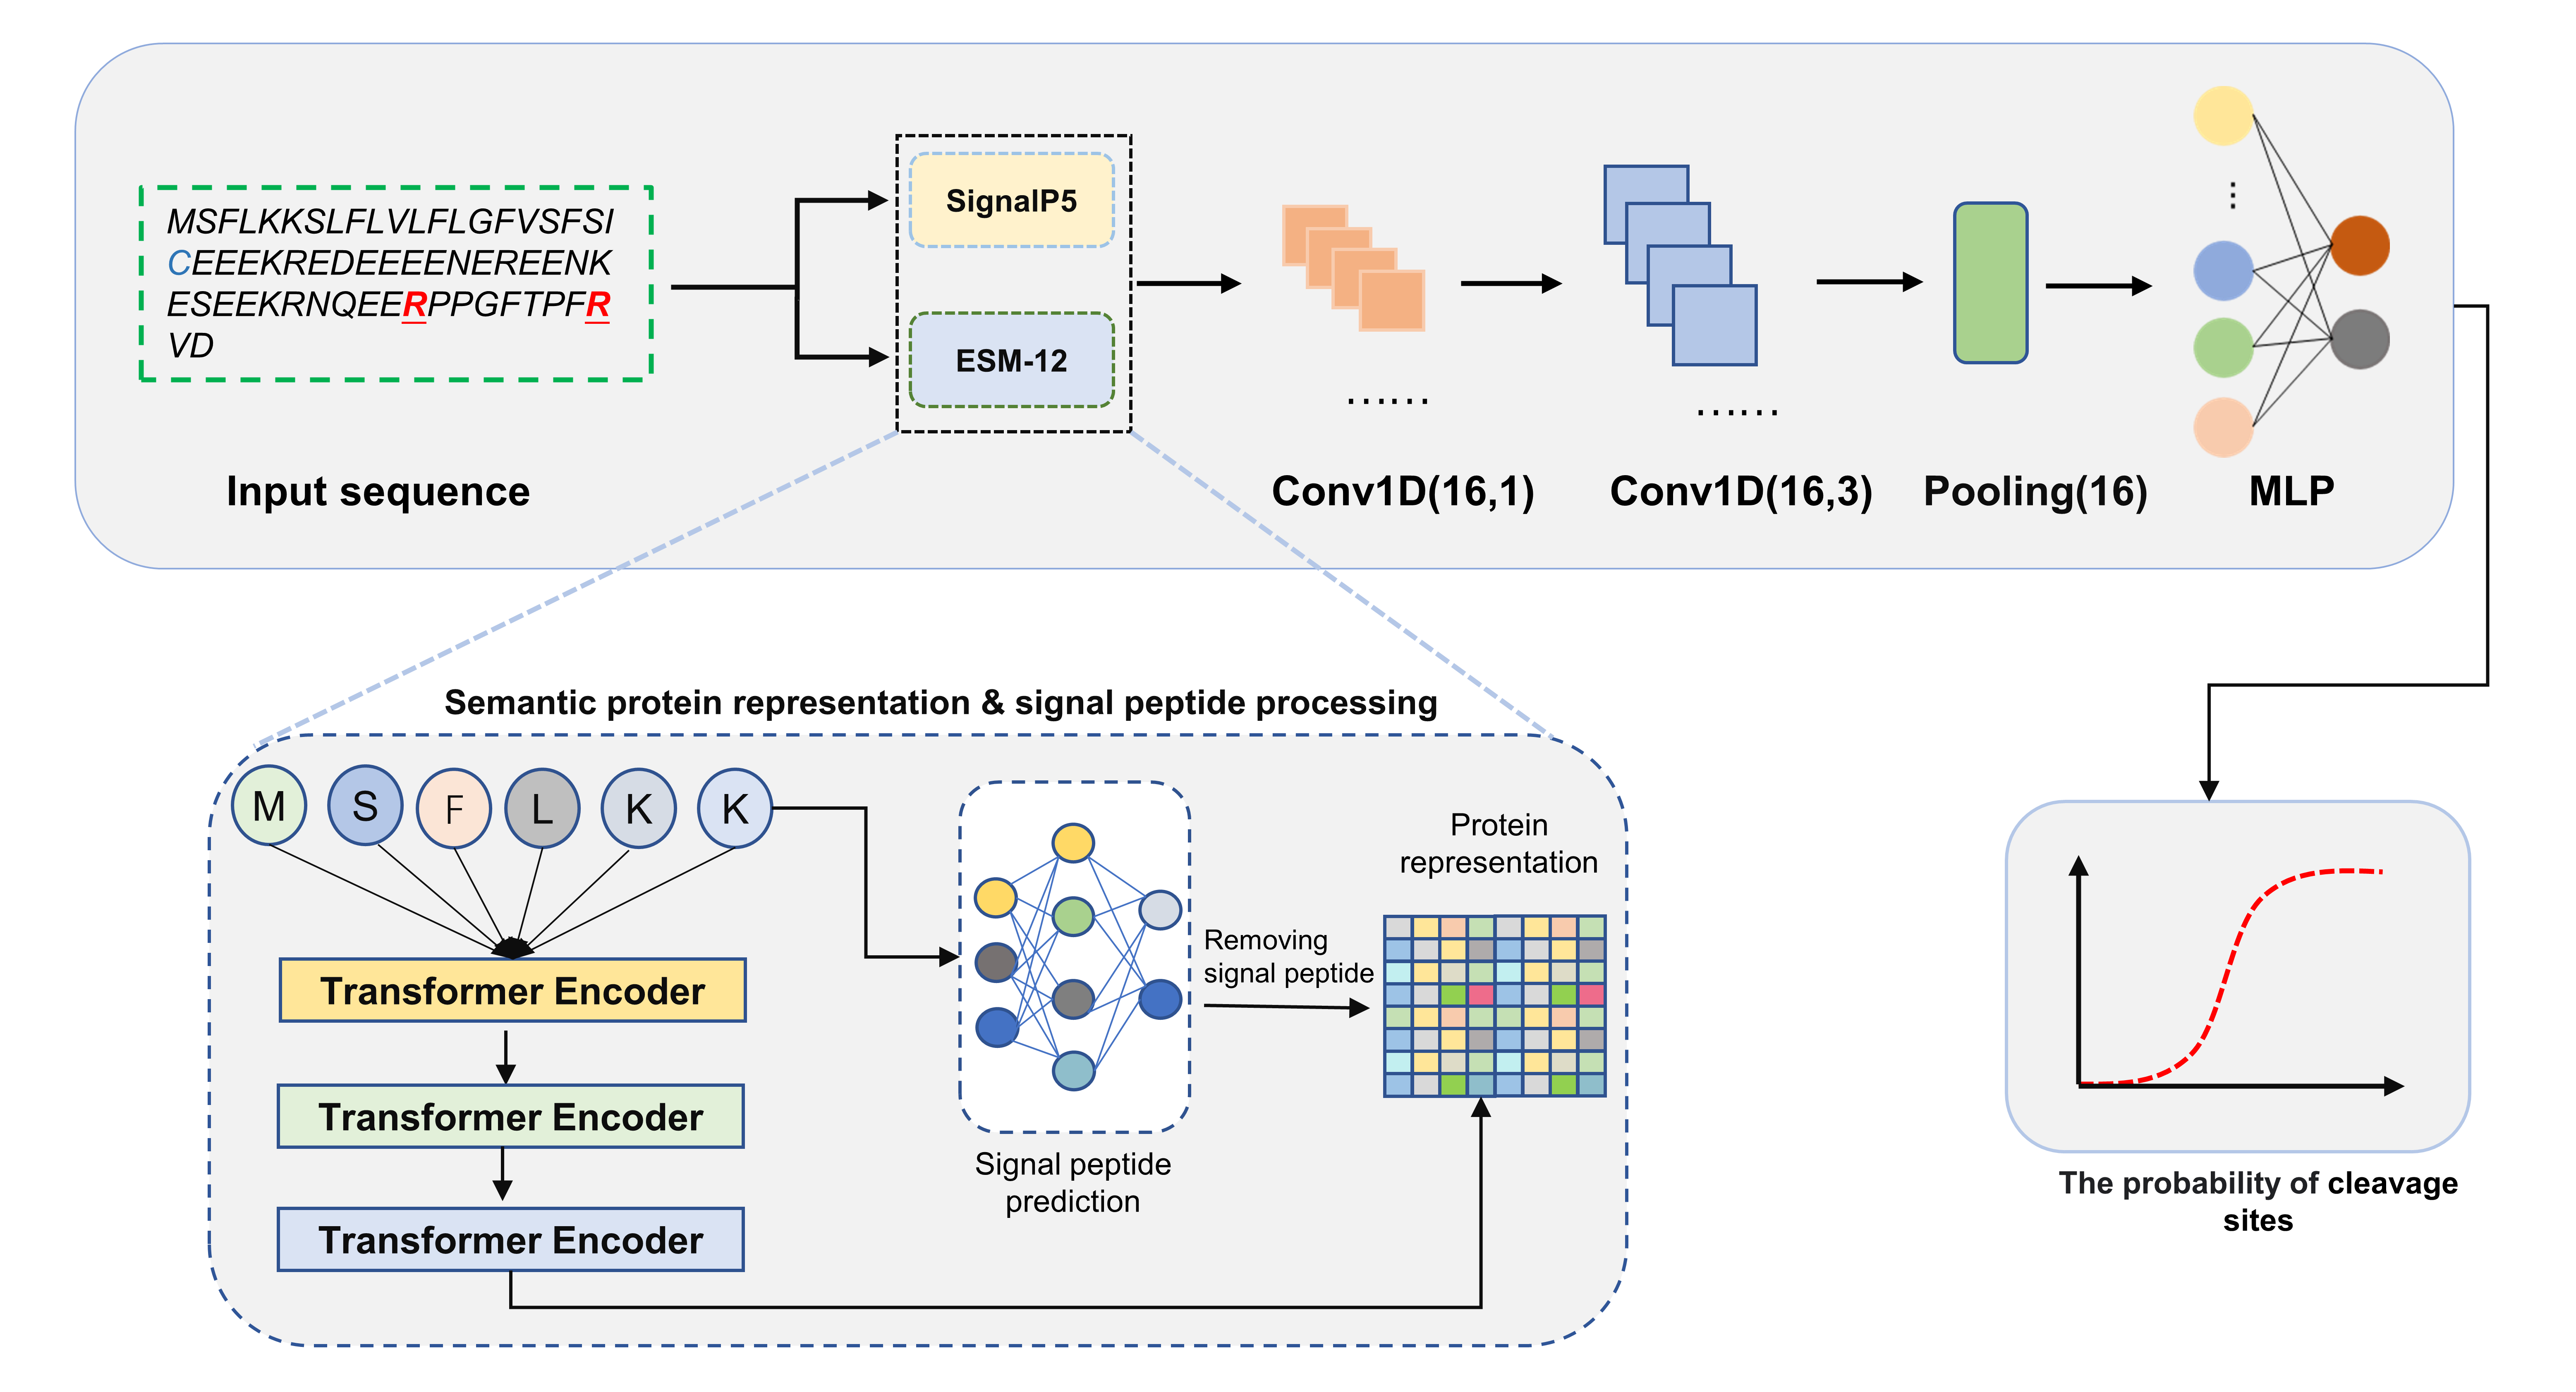 MSFLKKSLFLVLFLGFVSFSI
CEEEKREDEEEENEREENK
ESEEKRNQEERPPGFTPFR
VD
Input sequence
SignalP5
ESM-12
......
......
Conv1D(16,1)
Conv1D(16,3)
Pooling(16)
MLP
Semantic protein representation & signal peptide processing
M S F L K K
Transformer Encoder
Transformer Encoder
Transformer Encoder
Signal peptide
prediction
Removing
signal peptide
Protein
representation
The probability of cleavage
sites